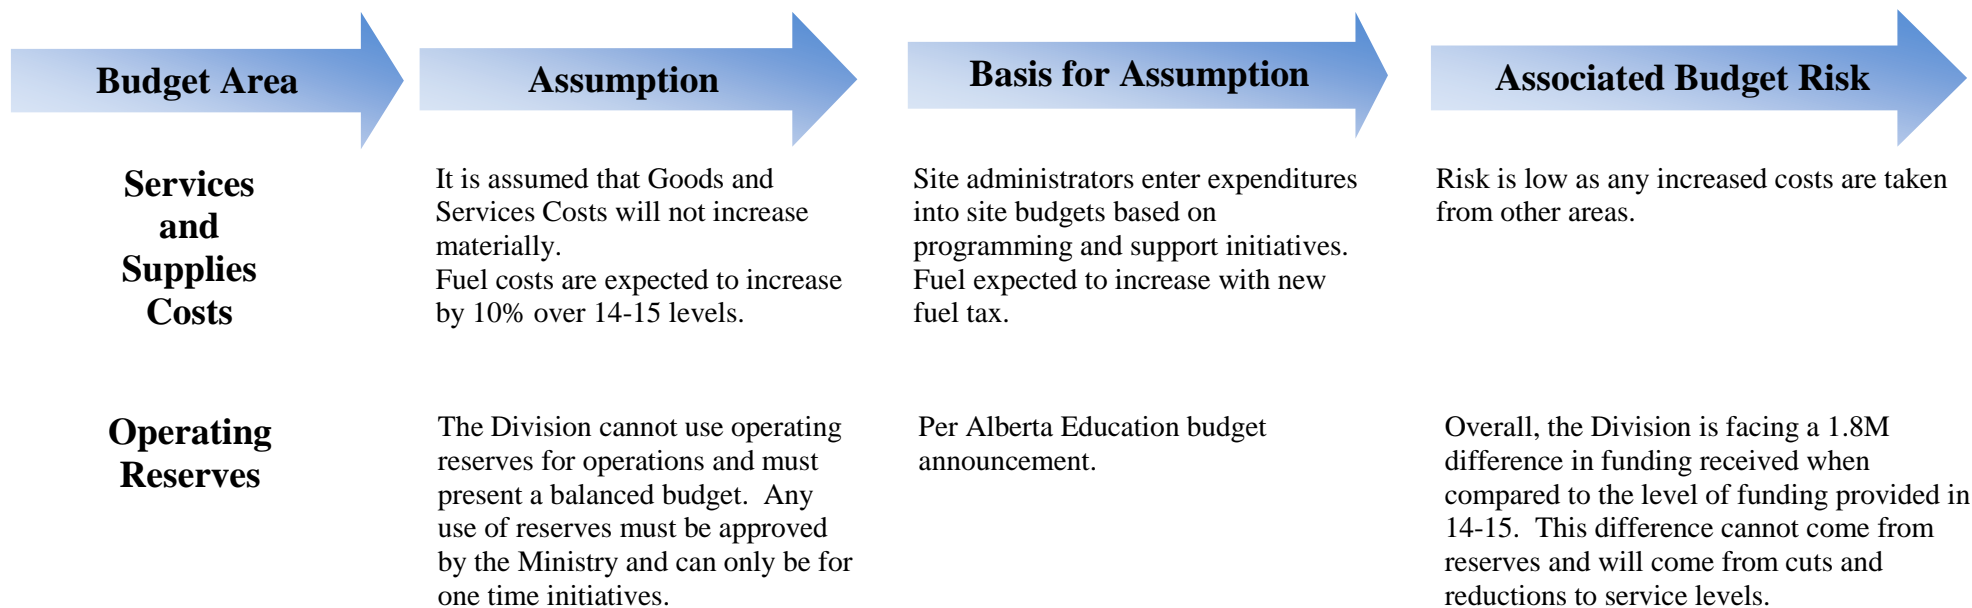 Budget Area
Assumption
Basis for Assumption
Associated Budget Risk
Services
and
Supplies
Costs
It is assumed that Goods and
Services Costs will not increase
materially.
Fuel costs are expected to increase
by 10% over 14-15 levels.
Site administrators enter expenditures
into site budgets based on
programming and support initiatives.
Fuel expected to increase with new
fuel tax.
Risk is low as any increased costs are taken
from other areas.
Operating
Reserves
The Division cannot use operating
reserves for operations and must
present a balanced budget.  Any
use of reserves must be approved
by the Ministry and can only be for
one time initiatives.
Per Alberta Education budget
announcement.
Overall, the Division is facing a 1.8M
difference in funding received when
compared to the level of funding provided in
14-15.  This difference cannot come from
reserves and will come from cuts and
reductions to service levels.